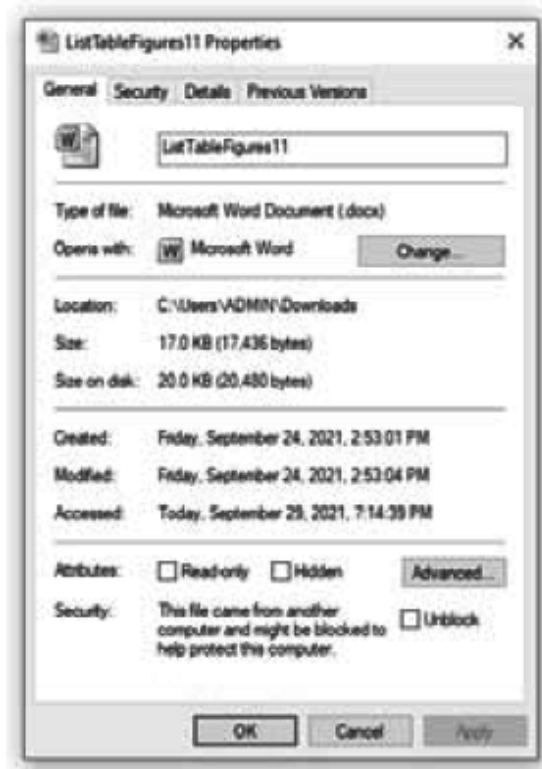 ListTableFigures11 Properties
General Security Details Previous Versions
ListTableFigures11
Type of file: Microsoft Word Document (.docx)
Opens with: Microsoft Word Change...
Location: C:\Users\ADMIN\Downloads
Size: 17.0 KB (17,436 bytes)
Size on disk: 20.0 KB (20,480 bytes)
Created: Friday, September 24, 2021, 2:53:01 PM
Modified: Friday, September 24, 2021, 2:53:04 PM
Accessed: Today, September 29, 2021, 7:14:39 PM
Attributes: Read-only Hidden Advanced...
Security: This file came from another
computer and might be blocked to Unblock
help protect this computer.
OK Cancel Apply